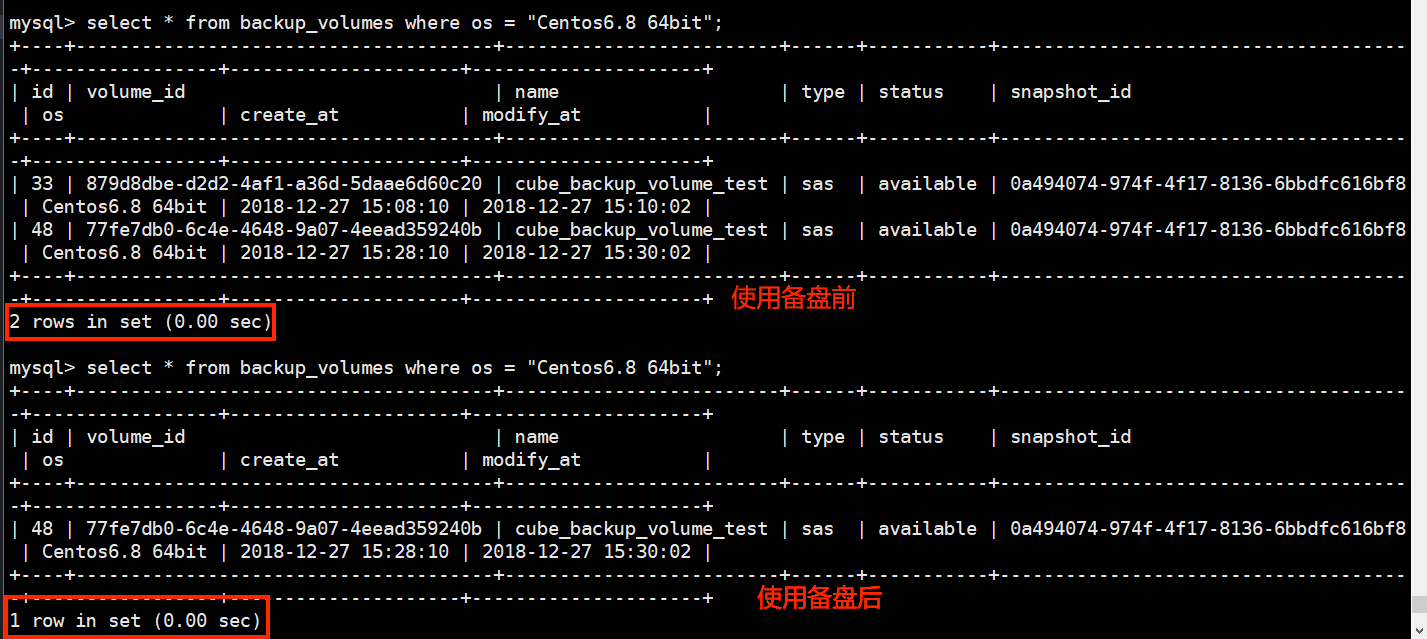 mysql> select * from backup_volumes where os = "Centos6.8 64bit";
+----+--------------------------------------+-------------------------+------+-----------+-------------------------------------
-+-----------------+---------------------+---------------------+
| id | volume_id                            | name                    | type | status    | snapshot_id
 | os              | create_at           | modify_at           |
+----+--------------------------------------+-------------------------+------+-----------+-------------------------------------
-+-----------------+---------------------+---------------------+
| 33 | 879d8dbe-d2d2-4af1-a36d-5daae6d60c20 | cube_backup_volume_test | sas  | available | 0a494074-974f-4f17-8136-6bbdfc616bf8
 | Centos6.8 64bit | 2018-12-27 15:08:10 | 2018-12-27 15:10:02 |
| 48 | 77fe7db0-6c4e-4648-9a07-4eead359240b | cube_backup_volume_test | sas  | available | 0a494074-974f-4f17-8136-6bbdfc616bf8
 | Centos6.8 64bit | 2018-12-27 15:28:10 | 2018-12-27 15:30:02 |
+----+--------------------------------------+-------------------------+------+-----------+-------------------------------------
-+-----------------+---------------------+---------------------+
使用备盘前
2 rows in set (0.00 sec)
mysql> select * from backup_volumes where os = "Centos6.8 64bit";
+----+--------------------------------------+-------------------------+------+-----------+-------------------------------------
-+-----------------+---------------------+---------------------+
| id | volume_id                            | name                    | type | status    | snapshot_id
 | os              | create_at           | modify_at           |
+----+--------------------------------------+-------------------------+------+-----------+-------------------------------------
-+-----------------+---------------------+---------------------+
| 48 | 77fe7db0-6c4e-4648-9a07-4eead359240b | cube_backup_volume_test | sas  | available | 0a494074-974f-4f17-8136-6bbdfc616bf8
 | Centos6.8 64bit | 2018-12-27 15:28:10 | 2018-12-27 15:30:02 |
+----+--------------------------------------+-------------------------+------+-----------+-------------------------------------
-+-----------------+---------------------+---------------------+
使用备盘后
1 row in set (0.00 sec)